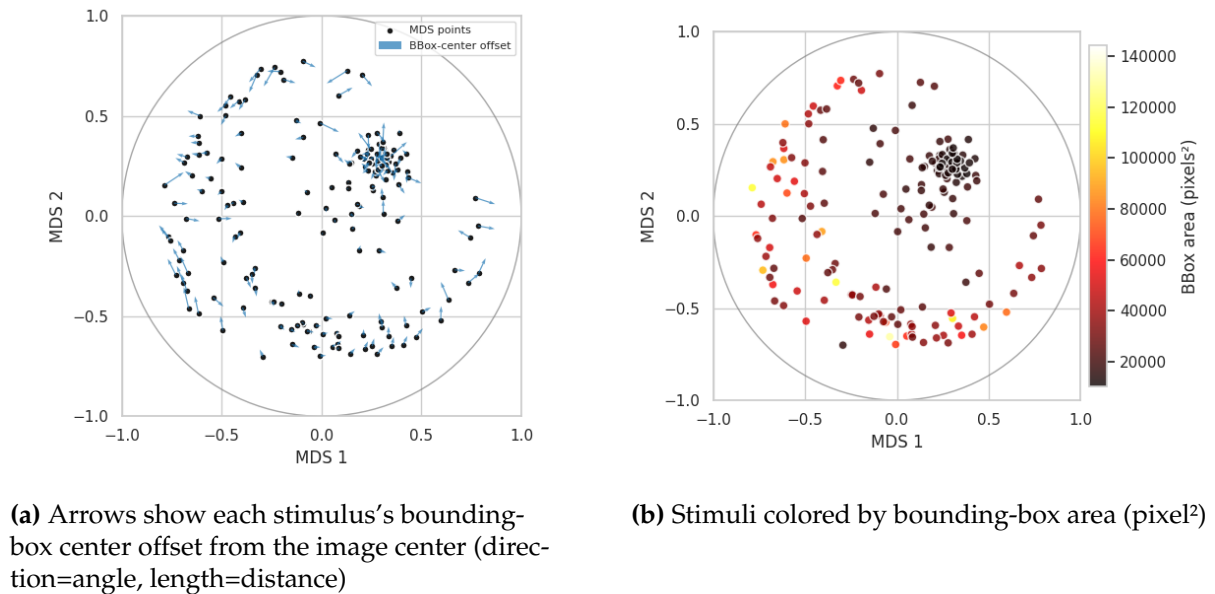 MDS points
BBox-center offset
1.0
0.5
0.0
−0.5
−1.0
MDS 2
−1.0 −0.5 0.0 0.5 1.0
MDS 1
1.0
0.5
0.0
−0.5
−1.0
MDS 2
−1.0 −0.5 0.0 0.5 1.0
MDS 1
140000
120000
100000
80000
60000
40000
20000
BBox area (pixels²)
(a) Arrows show each stimulus’s bounding-
box center offset from the image center (direc-
tion=angle, length=distance)
(b) Stimuli colored by bounding-box area (pixel²)